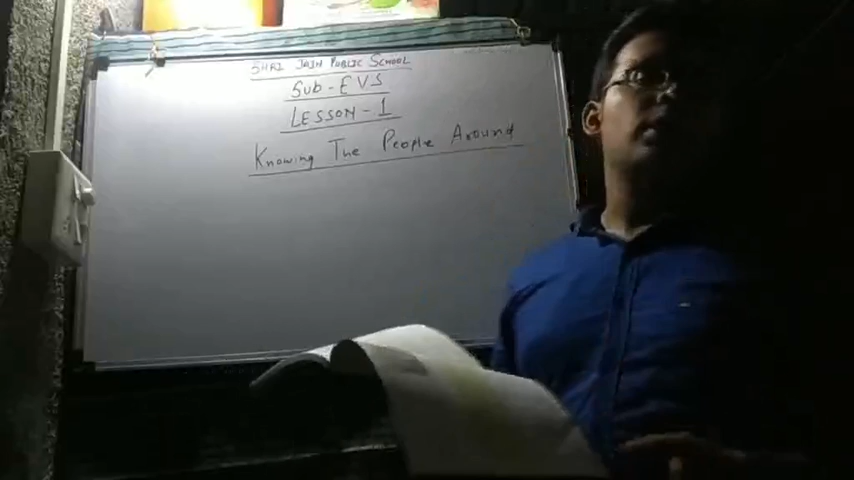 SHRI JAIN PUBLIC SCHOOL
SUB - EVS
LESSON - 1
KNOWING THE PEOPLE AROUND